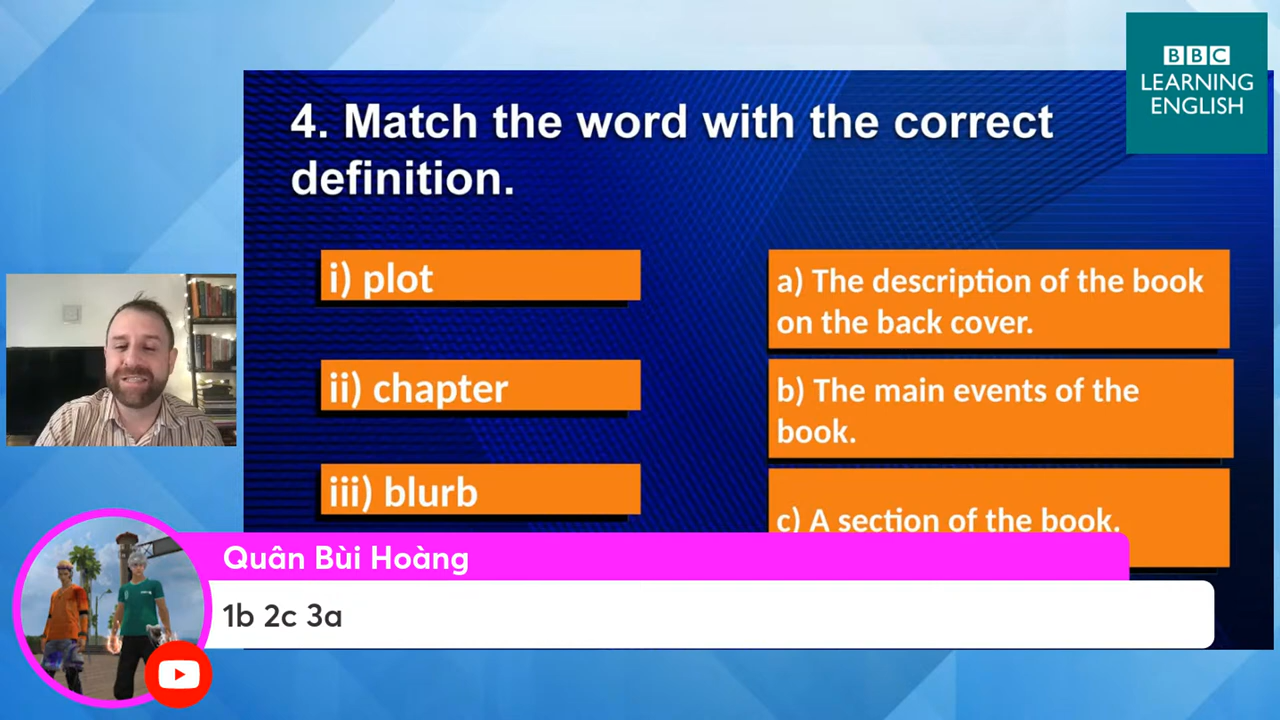 BBC
LEARNING
ENGLISH
4. Match the word with the correct
definition.
i) plot
ii) chapter
iii) blurb
a) The description of the book
on the back cover.
b) The main events of the
book.
c) A section of the book.
Quân Bùi Hoàng
1b 2c 3a